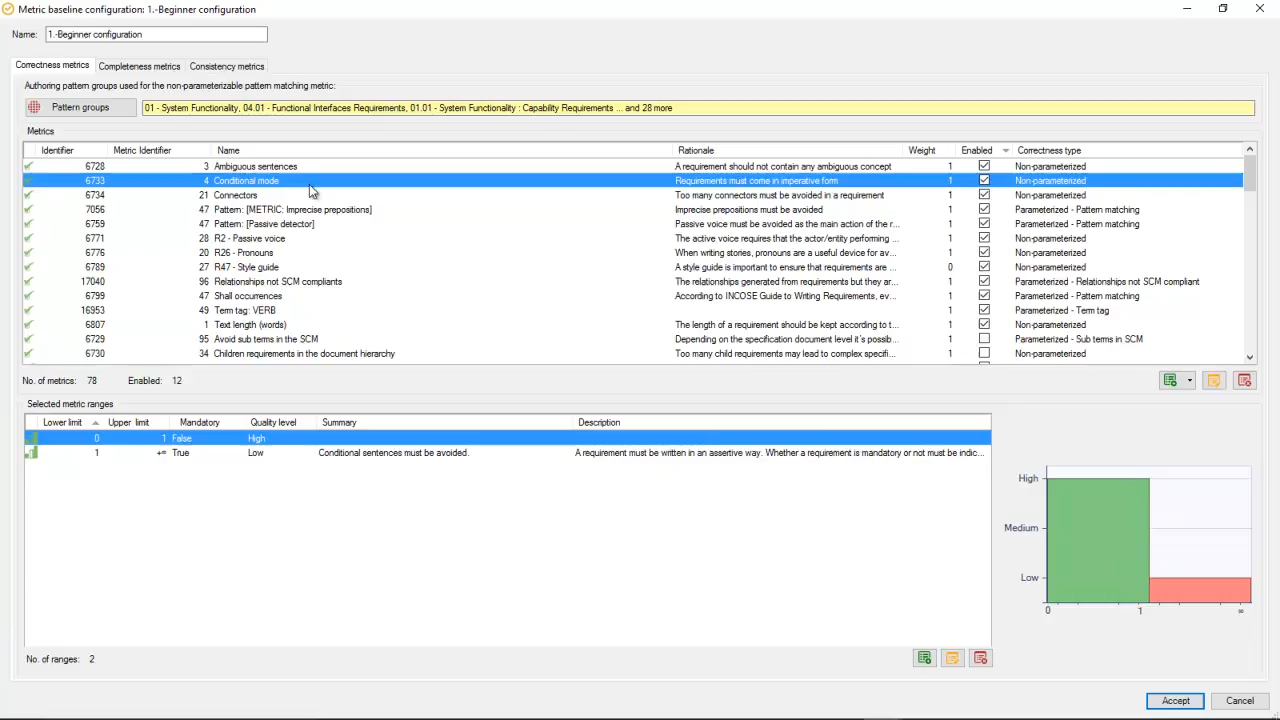 Metric baseline configuration: 1.-Beginner configuration
Name: 1.-Beginner configuration
Correctness metrics Completeness metrics Consistency metrics
Authoring pattern groups used for the non-parameterizable pattern matching metric:
Pattern groups 01 - System Functionality, 04.01 - Functional Interfaces Requirements, 01.01 - System Functionality : Capability Requirements ... and 28 more
Metrics
Identifier Metric Identifier Name Rationale Weight Enabled Correctness type
6728 3 Ambiguous sentences A requirement should not contain any ambiguous concept 1 Non-parameterized
6733 4 Conditional mode Requirements must come in imperative form 1 Non-parameterized
6734 21 Connectors Too many connectors must be avoided in a requirement 1 Non-parameterized
7056 47 Pattern: [METRIC: Imprecise prepositions] Imprecise prepositions must be avoided 1 Parameterized - Pattern matching
6759 47 Pattern: [Passive detector] Passive voice must be avoided as the main action of the r... 1 Parameterized - Pattern matching
6771 28 R2 - Passive voice The active voice requires that the actor/entity performing ... 1 Non-parameterized
6776 20 R26 - Pronouns When writing stories, pronouns are a useful device for av... 1 Non-parameterized
6789 27 R47 - Style guide A style guide is important to ensure that requirements are ... 0 Non-parameterized
17040 96 Relationships not SCM compliants The relationships generated from requirements but they ar... 1 Parameterized - Relationships not SCM compliant
6799 47 Shall occurrences According to INCOSE Guide to Writing Requirements, ev... 1 Parameterized - Pattern matching
16953 49 Term tag: VERB 1 Parameterized - Term tag
6807 1 Text length (words) The length of a requirement should be kept according to t... 1 Non-parameterized
6729 95 Avoid sub terms in the SCM Depending on the specification document level it's possib... 1 Parameterized - Sub terms in SCM
6730 34 Children requirements in the document hierarchy Too many child requirements may lead to complex specifi... 1 Non-parameterized
No. of metrics: 78 Enabled: 12
Selected metric ranges
Lower limit Upper limit Mandatory Quality level Summary Description
0 1 False High
1 +∞ True Low Conditional sentences must be avoided. A requirement must be written in an assertive way. Whether a requirement is mandatory or not must be indic...
High
Medium
Low
0 1 ∞
No. of ranges: 2
Accept Cancel